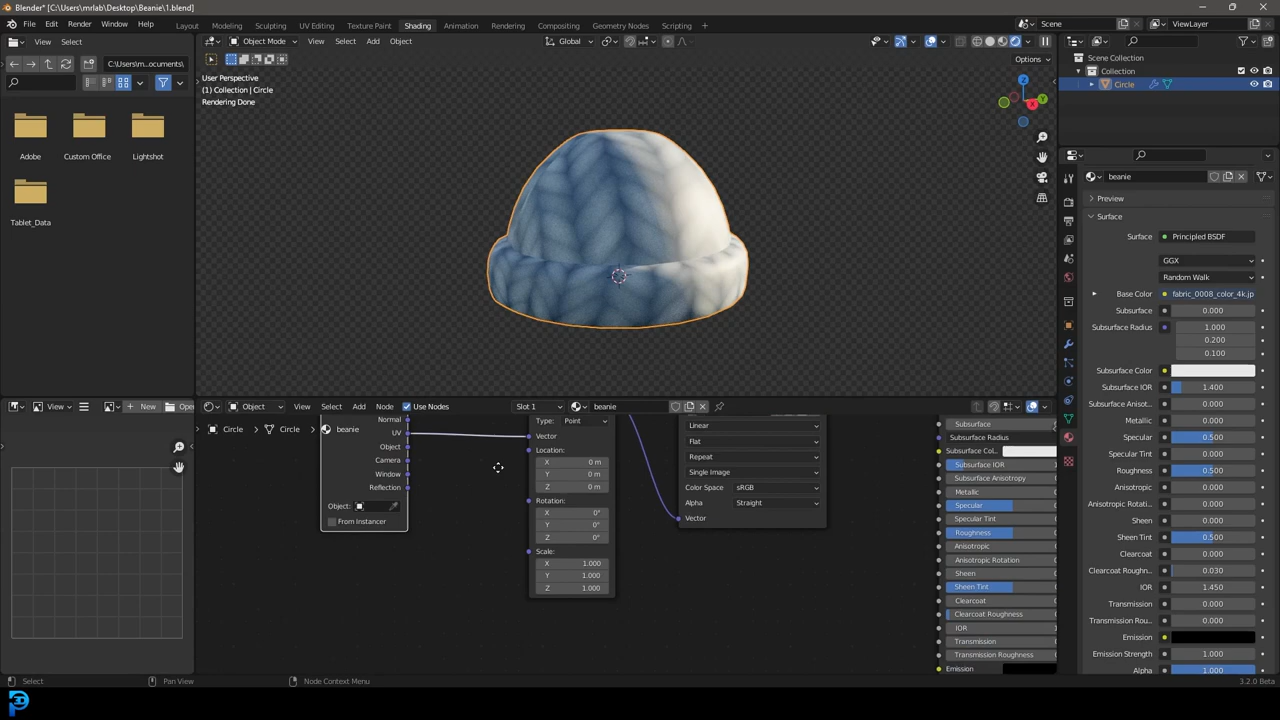 Blender* [C:\Users\mrlab\Desktop\Beanie\1.blend]
File Edit Render Window Help
Layout Modeling Sculpting UV Editing Texture Paint Shading Animation Rendering Compositing Geometry Nodes Scripting
Scene ViewLayer
View Select
Object Mode View Select Add Object
Global
Options
C:\Users\m...ocuments\
Adobe Custom Office Lightshot
Tablet_Data
User Perspective
(1) Collection | Circle
Rendering Done
Z
Y
X
Scene Collection
Collection
Circle
beanie
Preview
Surface
Surface Principled BSDF
GGX
Random Walk
Base Color fabric_0008_color_4k.jp
Subsurface 0.000
Subsurface Radius 1.000
0.200
0.100
Subsurface Color
Subsurface IOR 1.400
Subsurface Anisot... 0.000
Metallic 0.000
Specular 0.500
Specular Tint 0.000
Roughness 0.500
Anisotropic 0.000
Anisotropic Rotati... 0.000
Sheen 0.000
Sheen Tint 0.500
Clearcoat 0.000
Clearcoat Roughn... 0.030
IOR 1.450
Transmission 0.000
Transmission Rou... 0.000
Emission
Emission Strength 1.000
Alpha 1.000
View New Open
Object View Select Add Node Use Nodes Slot 1 beanie
Circle Circle beanie
Normal
UV
Object
Camera
Window
Reflection
Object:
From Instancer
Type: Point
Vector
Location:
X 0 m
Y 0 m
Z 0 m
Rotation:
X 0°
Y 0°
Z 0°
Scale:
X 1.000
Y 1.000
Z 1.000
Linear
Flat
Repeat
Single Image
Color Space sRGB
Alpha Straight
Vector
Subsurface
Subsurface Radius
Subsurface Col...
Subsurface IOR
Subsurface Anisotropy
Metallic
Specular
Specular Tint
Roughness
Anisotropic
Anisotropic Rotation
Sheen
Sheen Tint
Clearcoat
Clearcoat Roughness
IOR
Transmission
Transmission Roughness
Emission
Select Pan View Node Context Menu
3.2.0 Beta